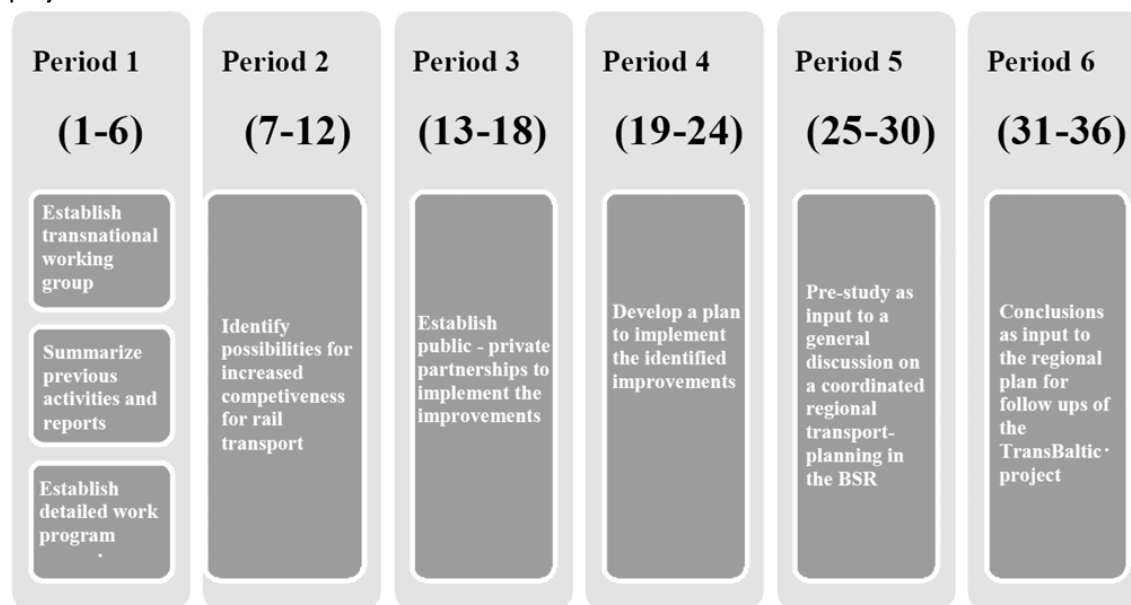 Period 1
(1-6)
Establish
transnational
working
group
Summarize
previous
activities and
reports
Establish
detailed work
program
Period 2
(7-12)
Identify
possibilities for
increased
competiveness
for rail
transport
Period 3
(13-18)
Establish
public - private
partnerships to
implement the
improvements
Period 4
(19-24)
Develop a plan
to implement
the identified
improvements
Period 5
(25-30)
Pre-study as
input to a
general
discussion on
a coordinated
regional
transport-
planning in
the BSR
Period 6
(31-36)
Conclusions
as input to
the regional
plan for
follow ups of
the
TransBaltic
project